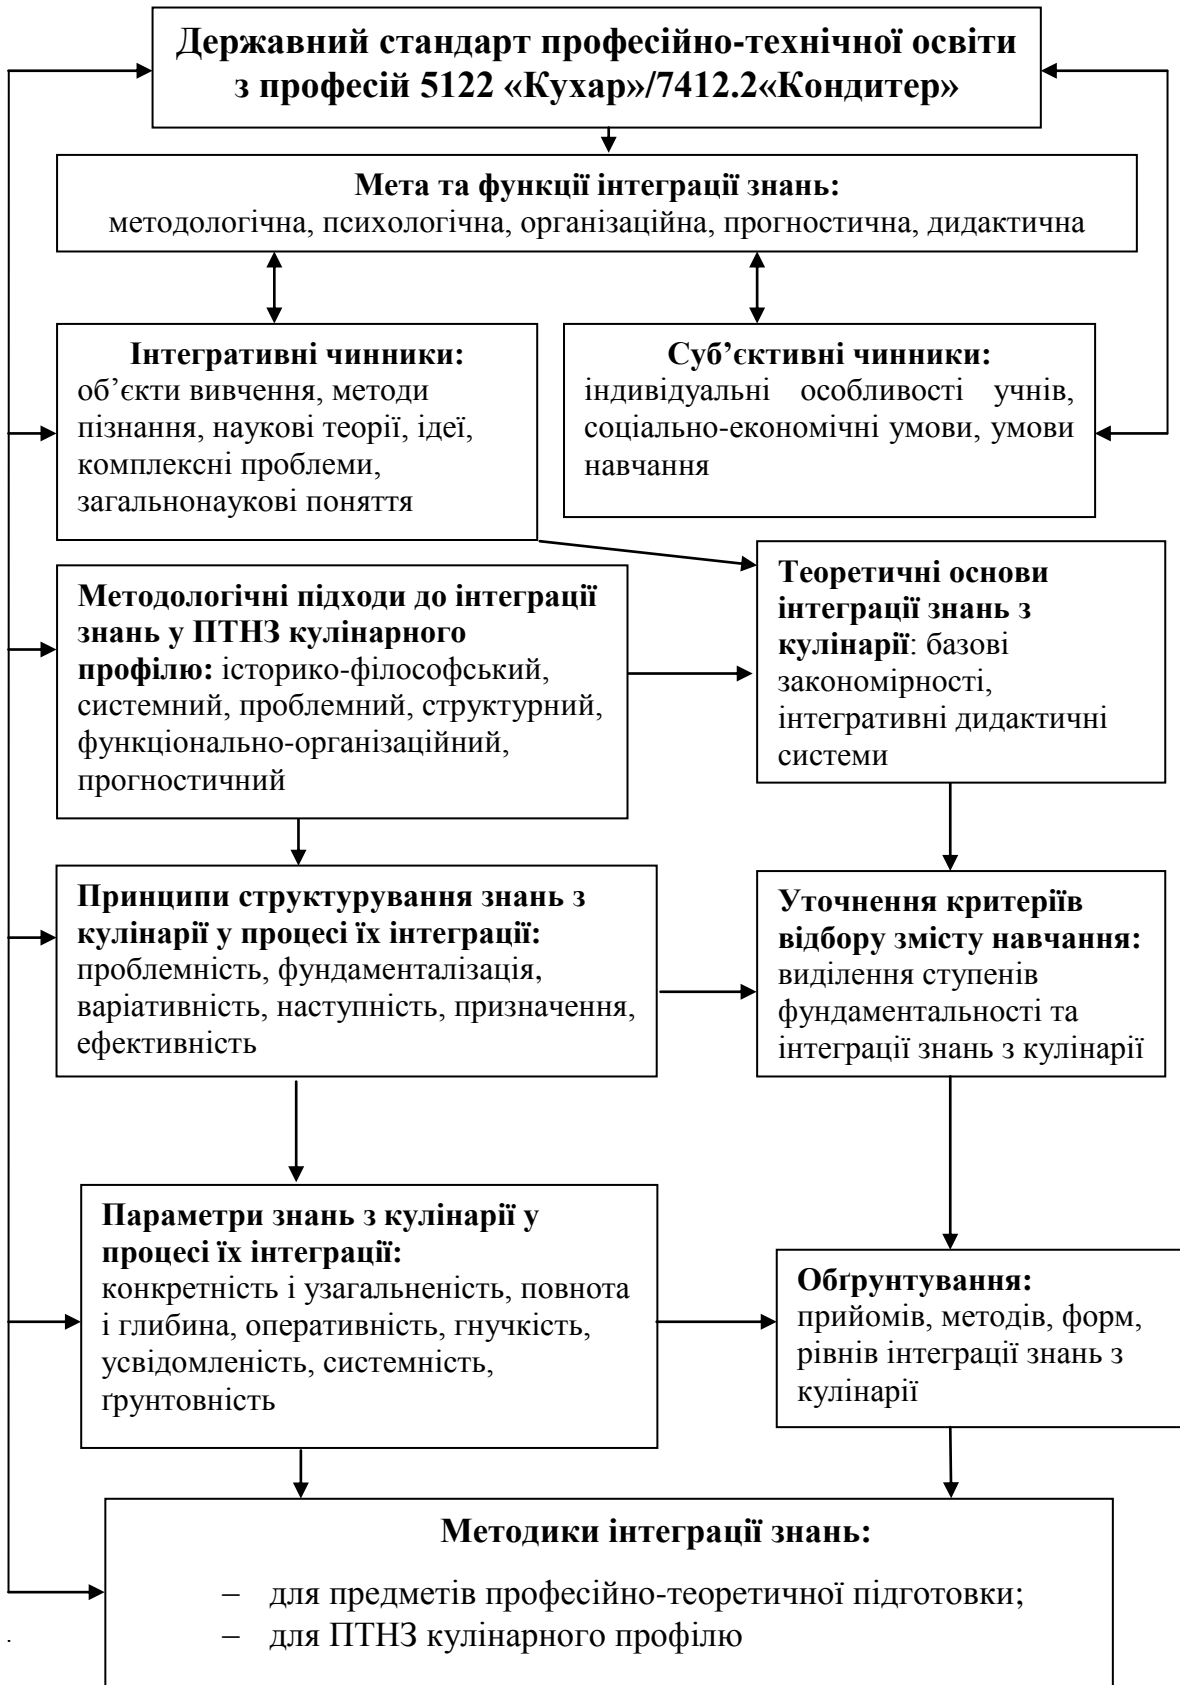 Державний стандарт професійно-технічної освіти
з професій 5122 «Кухар»/7412.2«Кондитер»
Мета та функції інтеграції знань:
методологічна, психологічна, організаційна, прогностична, дидактична
Інтегративні чинники:
об’єкти вивчення, методи
пізнання, наукові теорії, ідеї,
комплексні проблеми,
загальнонаукові поняття
Суб’єктивні чинники:
індивідуальні особливості учнів,
соціально-економічні умови, умови
навчання
Методологічні підходи до інтеграції
знань у ПТНЗ кулінарного
профілю: історико-філософський,
системний, проблемний, структурний,
функціонально-організаційний,
прогностичний
Теоретичні основи
інтеграції знань з
кулінарії: базові
закономірності,
інтегративні дидактичні
системи
Принципи структурування знань з
кулінарії у процесі їх інтеграції:
проблемність, фундаменталізація,
варіативність, наступність, призначення,
ефективність
Уточнення критеріїв
відбору змісту навчання:
виділення ступенів
фундаментальності та
інтеграції знань з кулінарії
Параметри знань з кулінарії у
процесі їх інтеграції:
конкретність і узагальненість, повнота
і глибина, оперативність, гнучкість,
усвідомленість, системність,
ґрунтовність
Обґрунтування:
прийомів, методів, форм,
рівнів інтеграції знань з
кулінарії
Методики інтеграції знань:
– для предметів професійно-теоретичної підготовки;
– для ПТНЗ кулінарного профілю
.